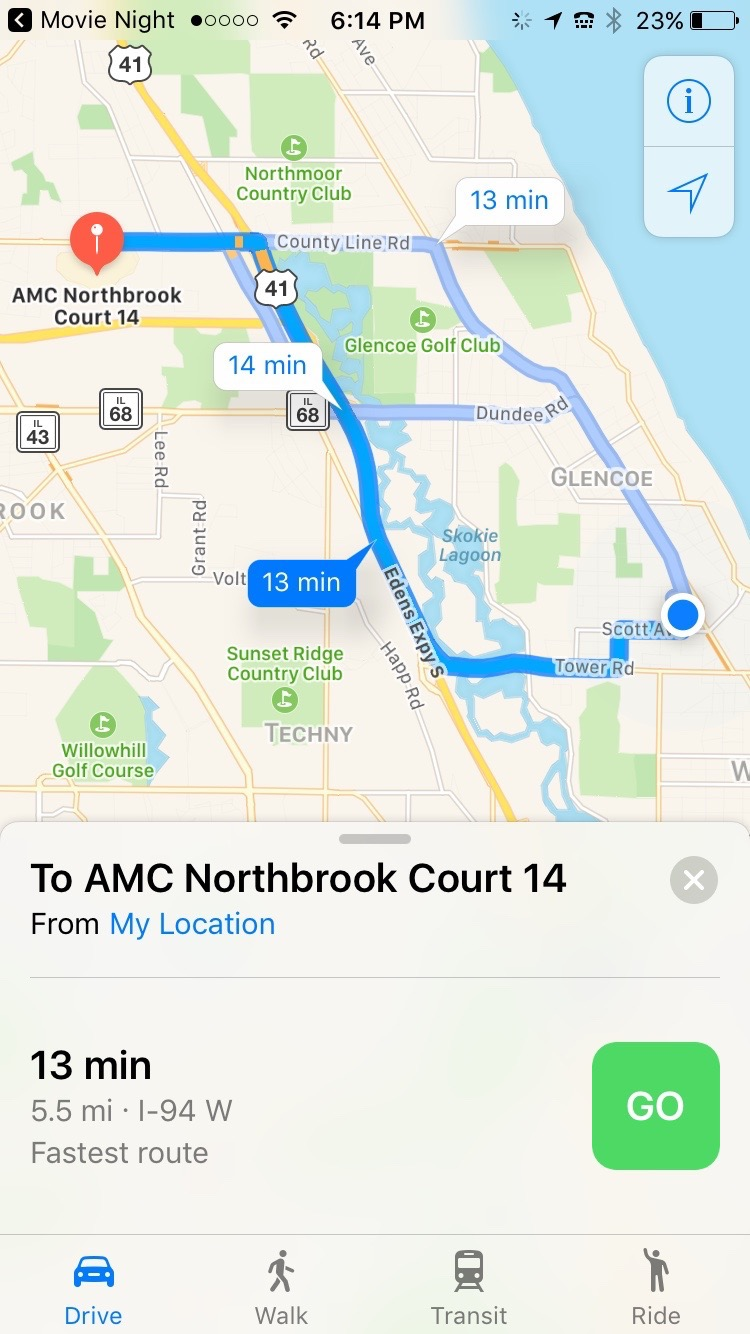 Movie Night
6:14 PM
23%
41
Rd
Ave
i
Northmoor
Country Club
13 min
County Line Rd
41
AMC Northbrook
Court 14
Glencoe Golf Club
14 min
IL
68
IL
68
IL
43
Dundee Rd
Lee Rd
GLENCOE
ROOK
Grant Rd
Skokie
Lagoon
Volt
13 min
Edens Expy S
Scott A
Sunset Ridge
Country Club
Happ Rd
Tower Rd
TECHNY
Willowhill
Golf Course
W
To AMC Northbrook Court 14
From My Location
13 min
5.5 mi · I-94 W
Fastest route
GO
Drive
Walk
Transit
Ride